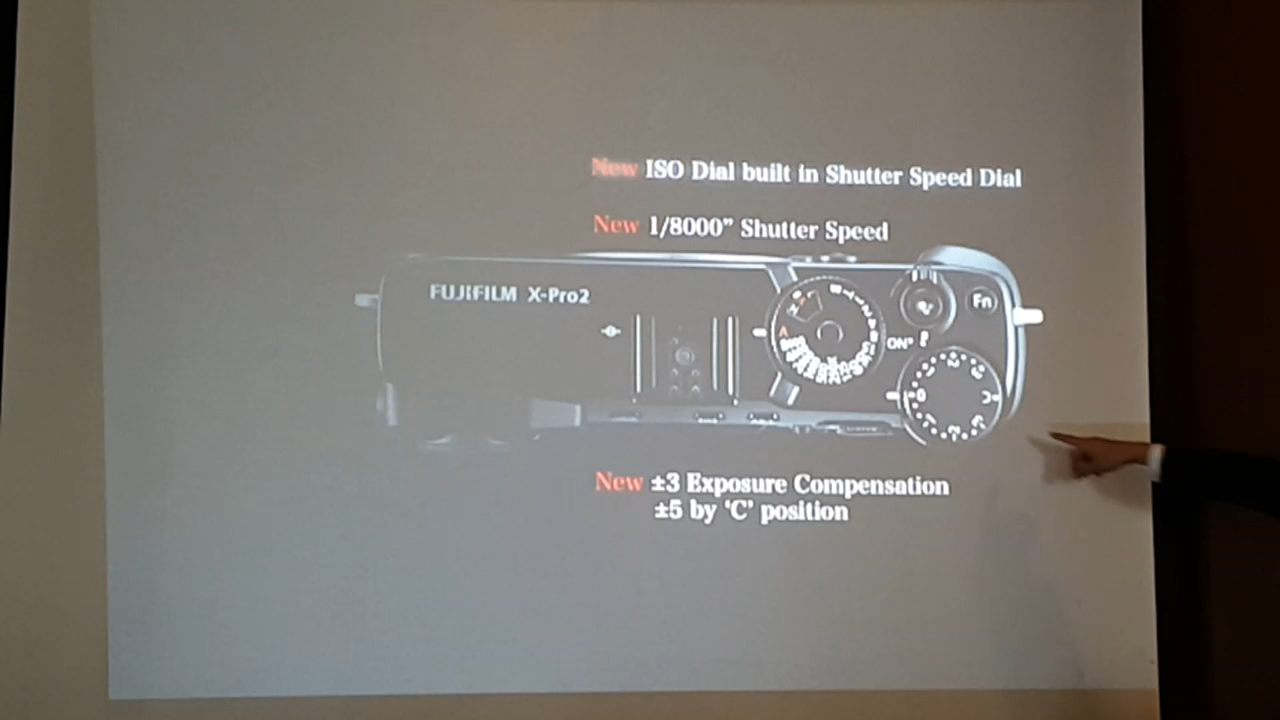 New ISO Dial built in Shutter Speed Dial
New 1/8000” Shutter Speed
FUJIFILM X-Pro2
Fn
ON
New ±3 Exposure Compensation
±5 by ‘C’ position